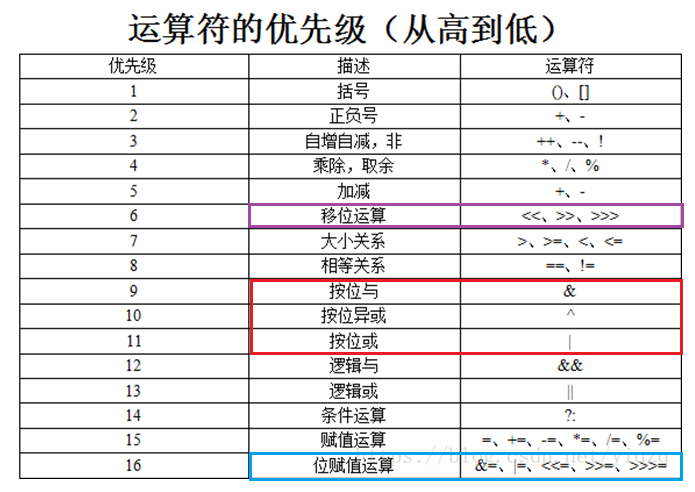 运算符的优先级（从高到低）
优先级 描述 运算符
1 括号 ()、[]
2 正负号 +、-
3 自增自减，非 ++、--、!
4 乘除，取余 *、/、%
5 加减 +、-
6 移位运算 <<、>>、>>>
7 大小关系 >、>=、<、<=
8 相等关系 ==、!=
9 按位与 &
10 按位异或 ^
11 按位或 |
12 逻辑与 &&
13 逻辑或 ||
14 条件运算 ?:
15 赋值运算 =、+=、-=、*=、/=、%=
16 位赋值运算 &=、|=、<<=、>>=、>>>=